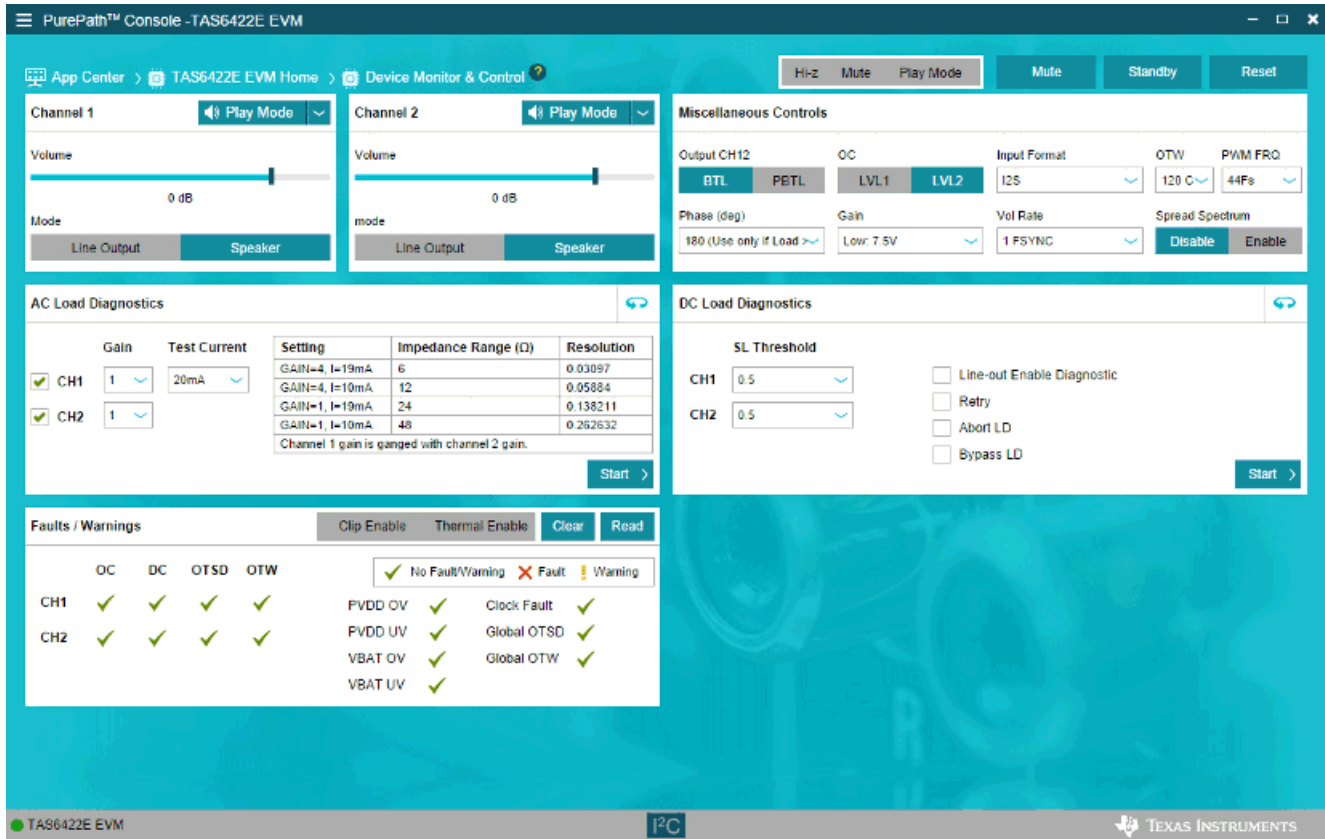 PurePath™ Console -TAS6422E EVM
App Center > TAS6422E EVM Home > Device Monitor & Control ?
Hi-z Mute Play Mode Mute Standby Reset
Channel 1 Play Mode
Volume
0 dB
Mode
Line Output Speaker
Channel 2 Play Mode
Volume
0 dB
mode
Line Output Speaker
Miscellaneous Controls
Output CH12 OC Input Format OTW PWM FRQ
BTL PBTL LVL1 LVL2 I2S 120 C 44Fs
Phase (deg) Gain Vol Rate Spread Spectrum
180 (Use only if Load > Low: 7.5V 1 FSYNC Disable Enable
AC Load Diagnostics
Gain Test Current
CH1 1 20mA
CH2 1
Setting Impedance Range (Ω) Resolution
GAIN=4, I=19mA 6 0.03097
GAIN=4, I=10mA 12 0.05884
GAIN=1, I=19mA 24 0.138211
GAIN=1, I=10mA 48 0.262632
Channel 1 gain is ganged with channel 2 gain.
Start >
DC Load Diagnostics
SL Threshold
CH1 0.5
CH2 0.5
Line-out Enable Diagnostic
Retry
Abort LD
Bypass LD
Start >
Faults / Warnings Clip Enable Thermal Enable Clear Read
OC DC OTSD OTW
CH1
CH2
No Fault/Warning Fault Warning
PVDD OV Clock Fault
PVDD UV Global OTSD
VBAT OV Global OTW
VBAT UV
TAS6422E EVM I²C TEXAS INSTRUMENTS